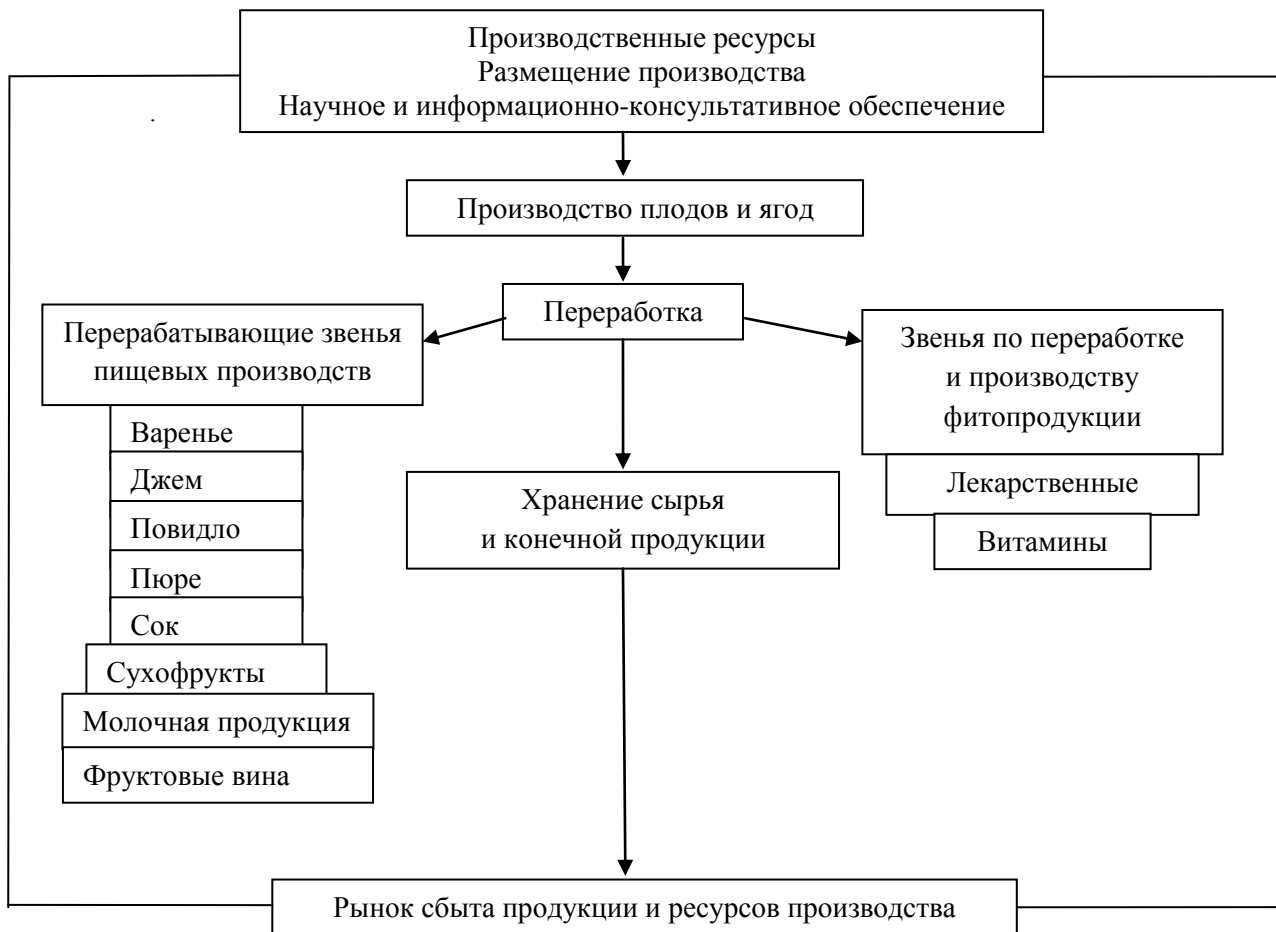 Производственные ресурсы
Размещение производства
Научное и информационно-консультативное обеспечение
.
Производство плодов и ягод
Переработка
Перерабатывающие звенья
пищевых производств
Варенье
Джем
Повидло
Пюре
Сок
Сухофрукты
Молочная продукция
Фруктовые вина
Хранение сырья
и конечной продукции
Звенья по переработке
и производству
фитопродукции
Лекарственные
Витамины
Рынок сбыта продукции и ресурсов производства